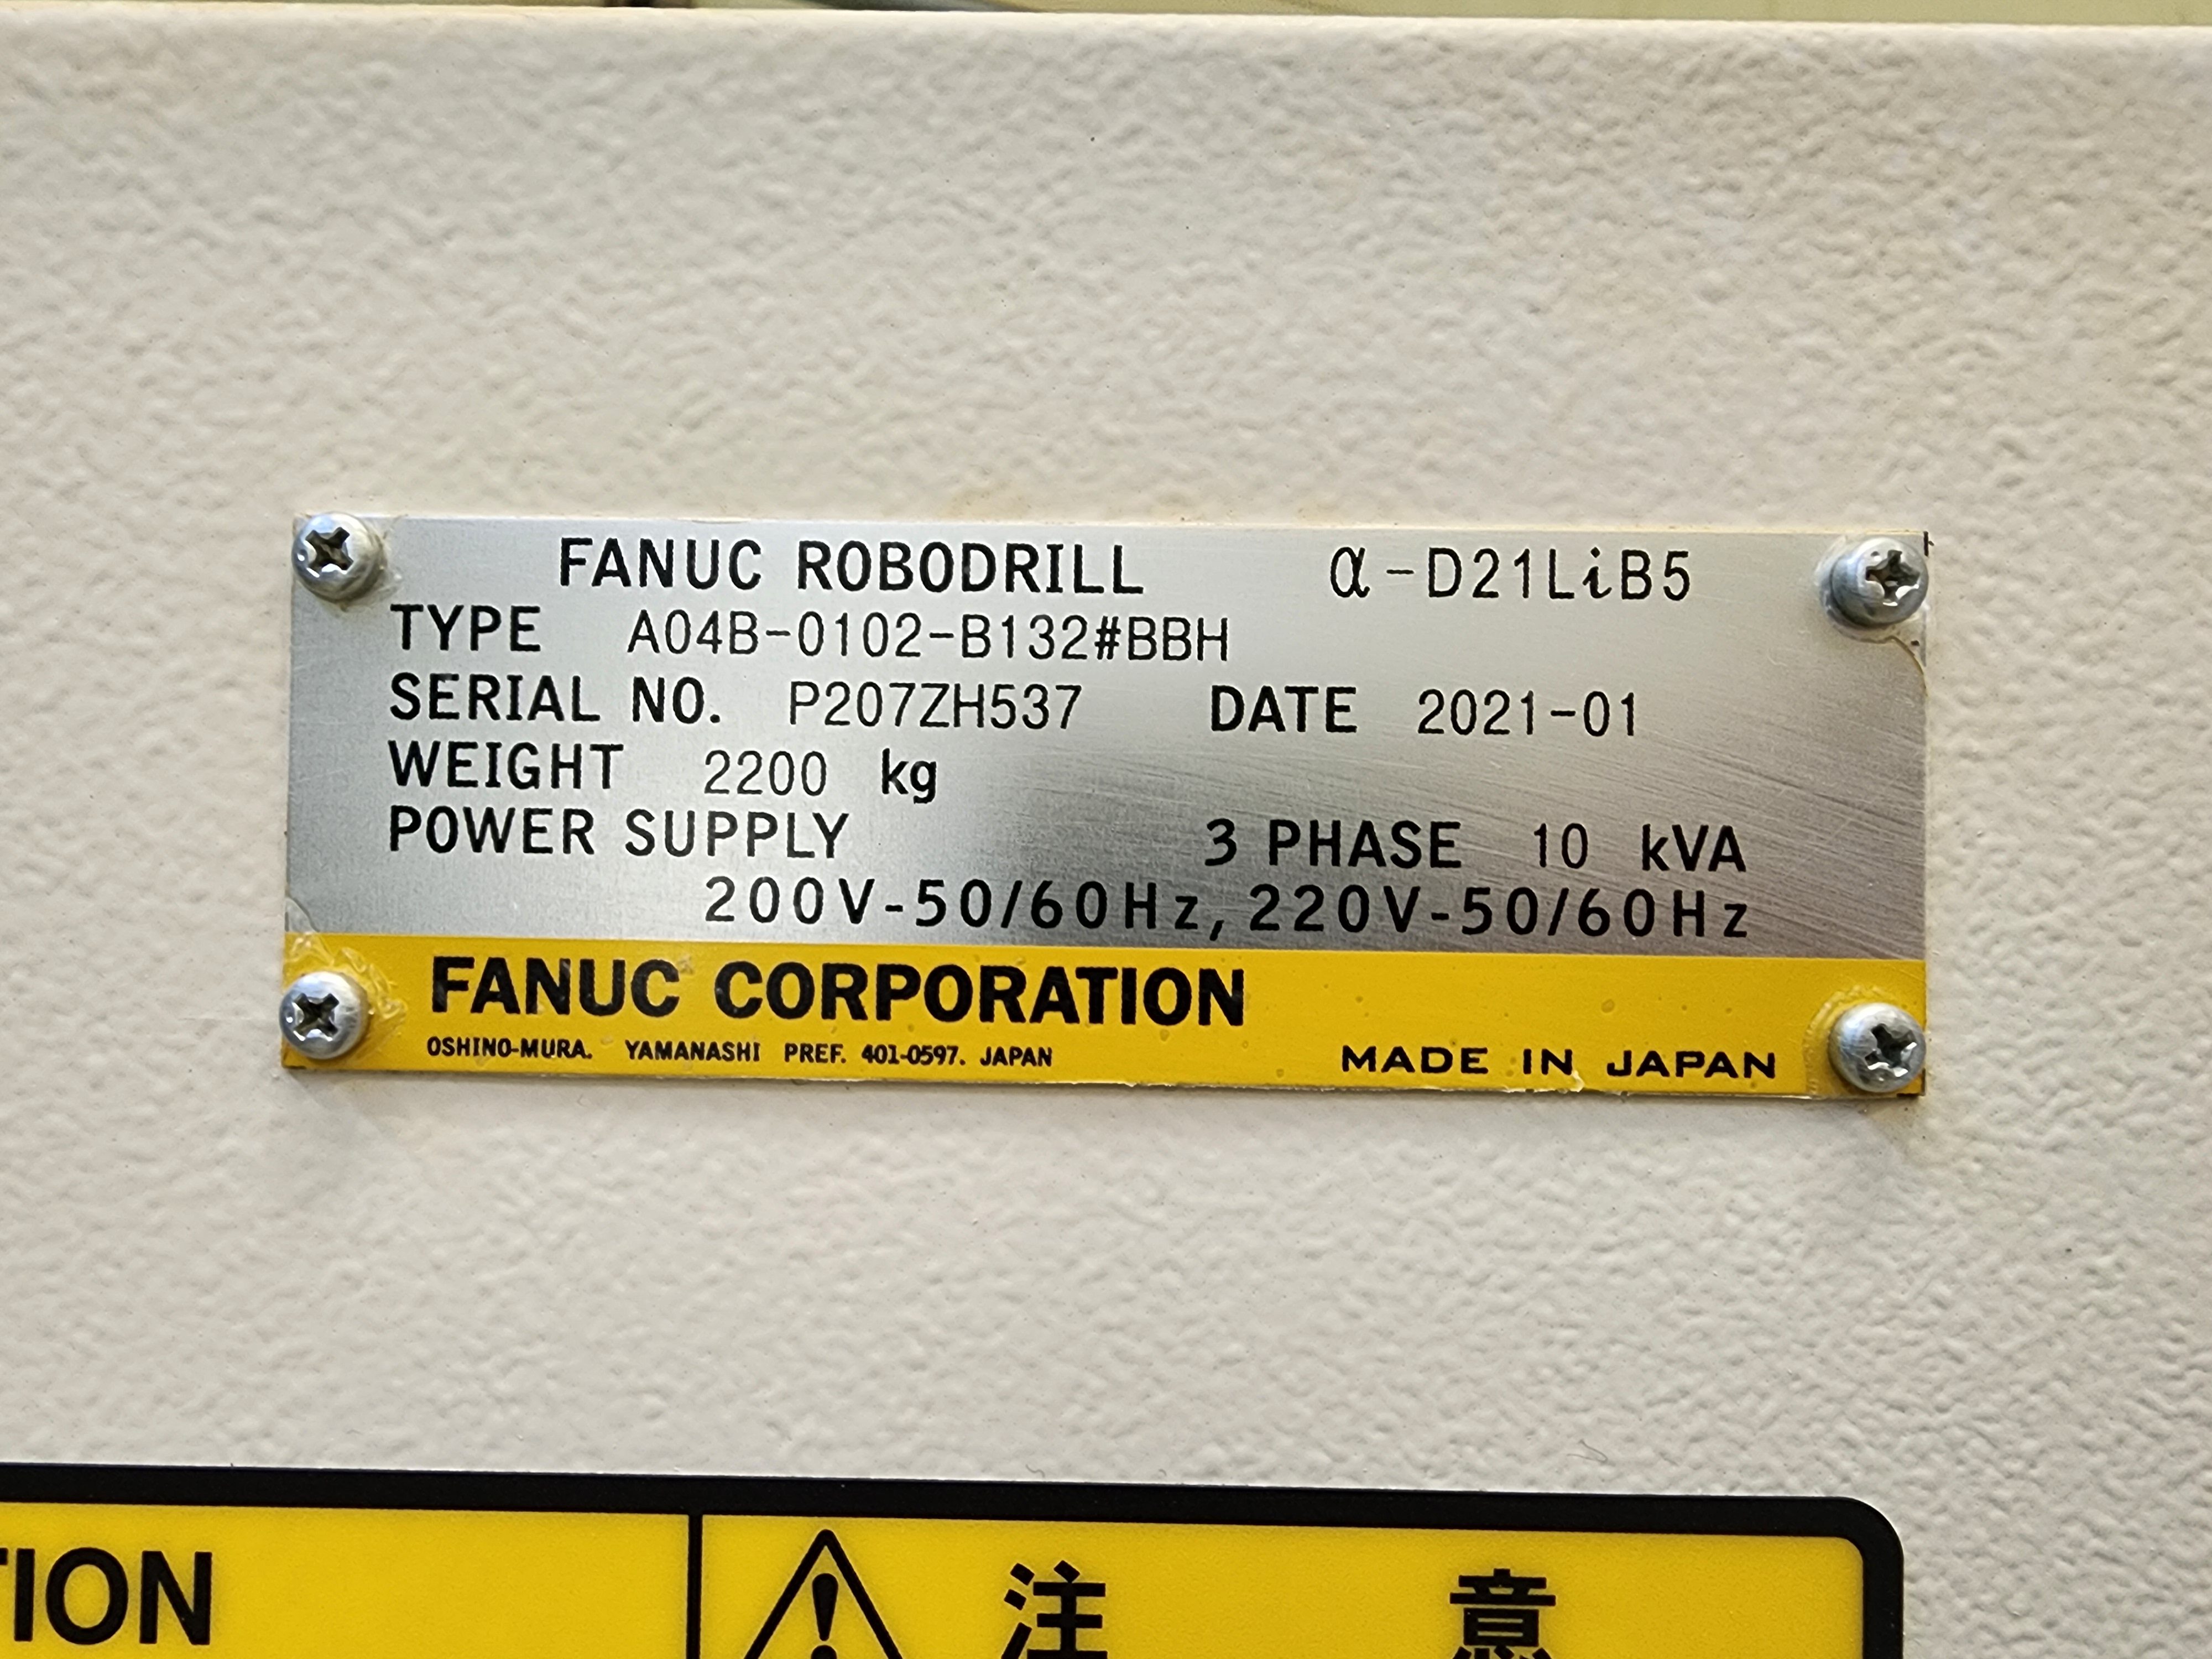 FANUC ROBODRILL α-D21LiB5
TYPE A04B-0102-B132#BBH
SERIAL NO. P207ZH537 DATE 2021-01
WEIGHT 2200 kg
POWER SUPPLY 3 PHASE 10 kVA
200V-50/60Hz, 220V-50/60Hz
FANUC CORPORATION
OSHINO-MURA. YAMANASHI PREF. 401-0597. JAPAN MADE IN JAPAN
TION 注 意